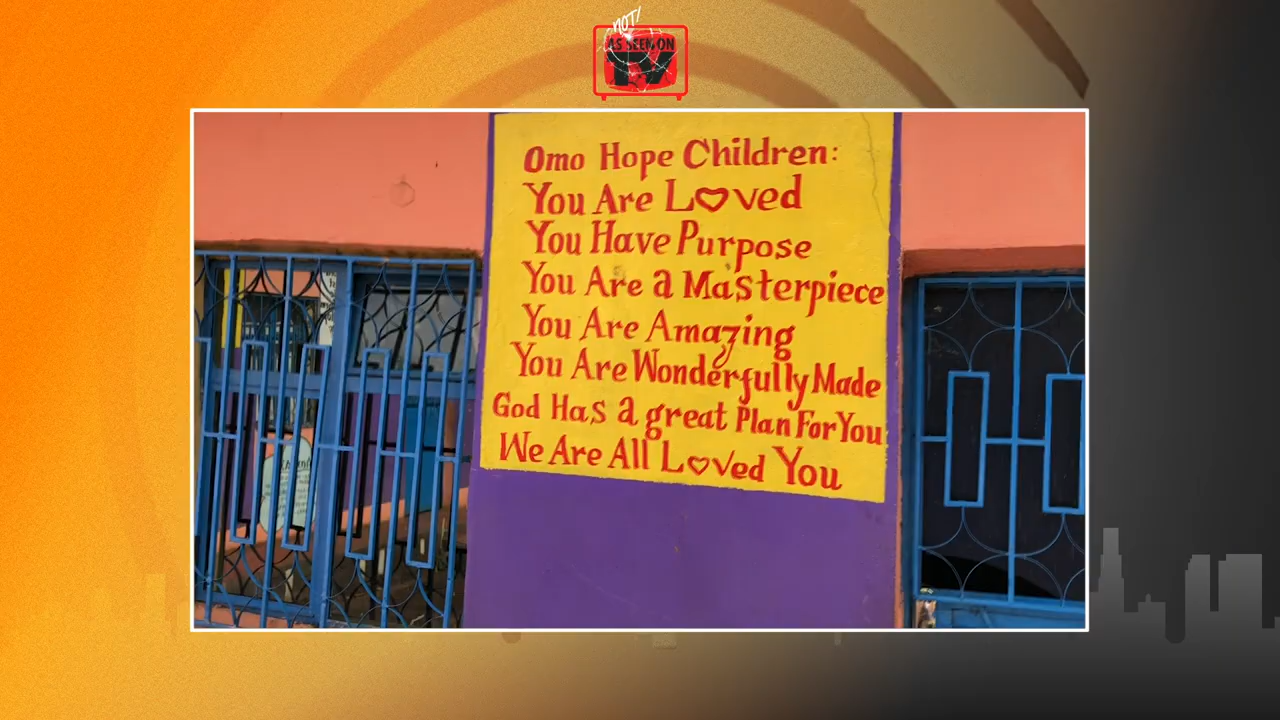 NOT!
AS SEEN ON
TV
Omo Hope Children:
You Are Loved
You Have Purpose
You Are a Masterpiece
You Are Amazing
You Are Wonderfully Made
God Has a great Plan For You
We Are All Loved You